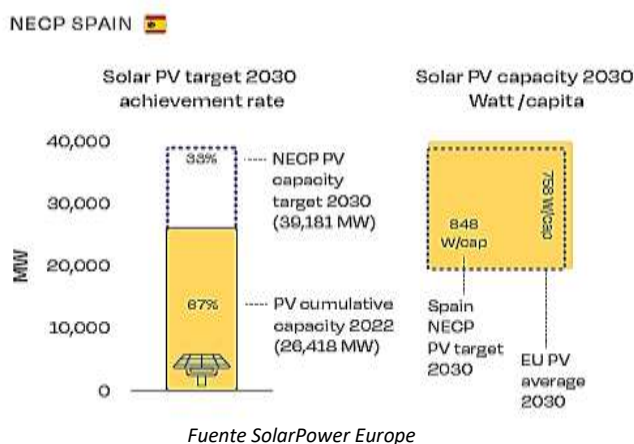 NECP SPAIN
Solar PV target 2030
achievement rate
40,000
30,000
20,000
10,000
0
MW
33%
67%
NECP PV
capacity
target 2030
(39,181 MW)
PV cumulative
capacity 2022
(26,418 MW)
Solar PV capacity 2030
Watt/capita
848
W/cap
758 W/cap
Spain
NECP
PV target
2030
EU PV
average
2030
Fuente SolarPower Europe